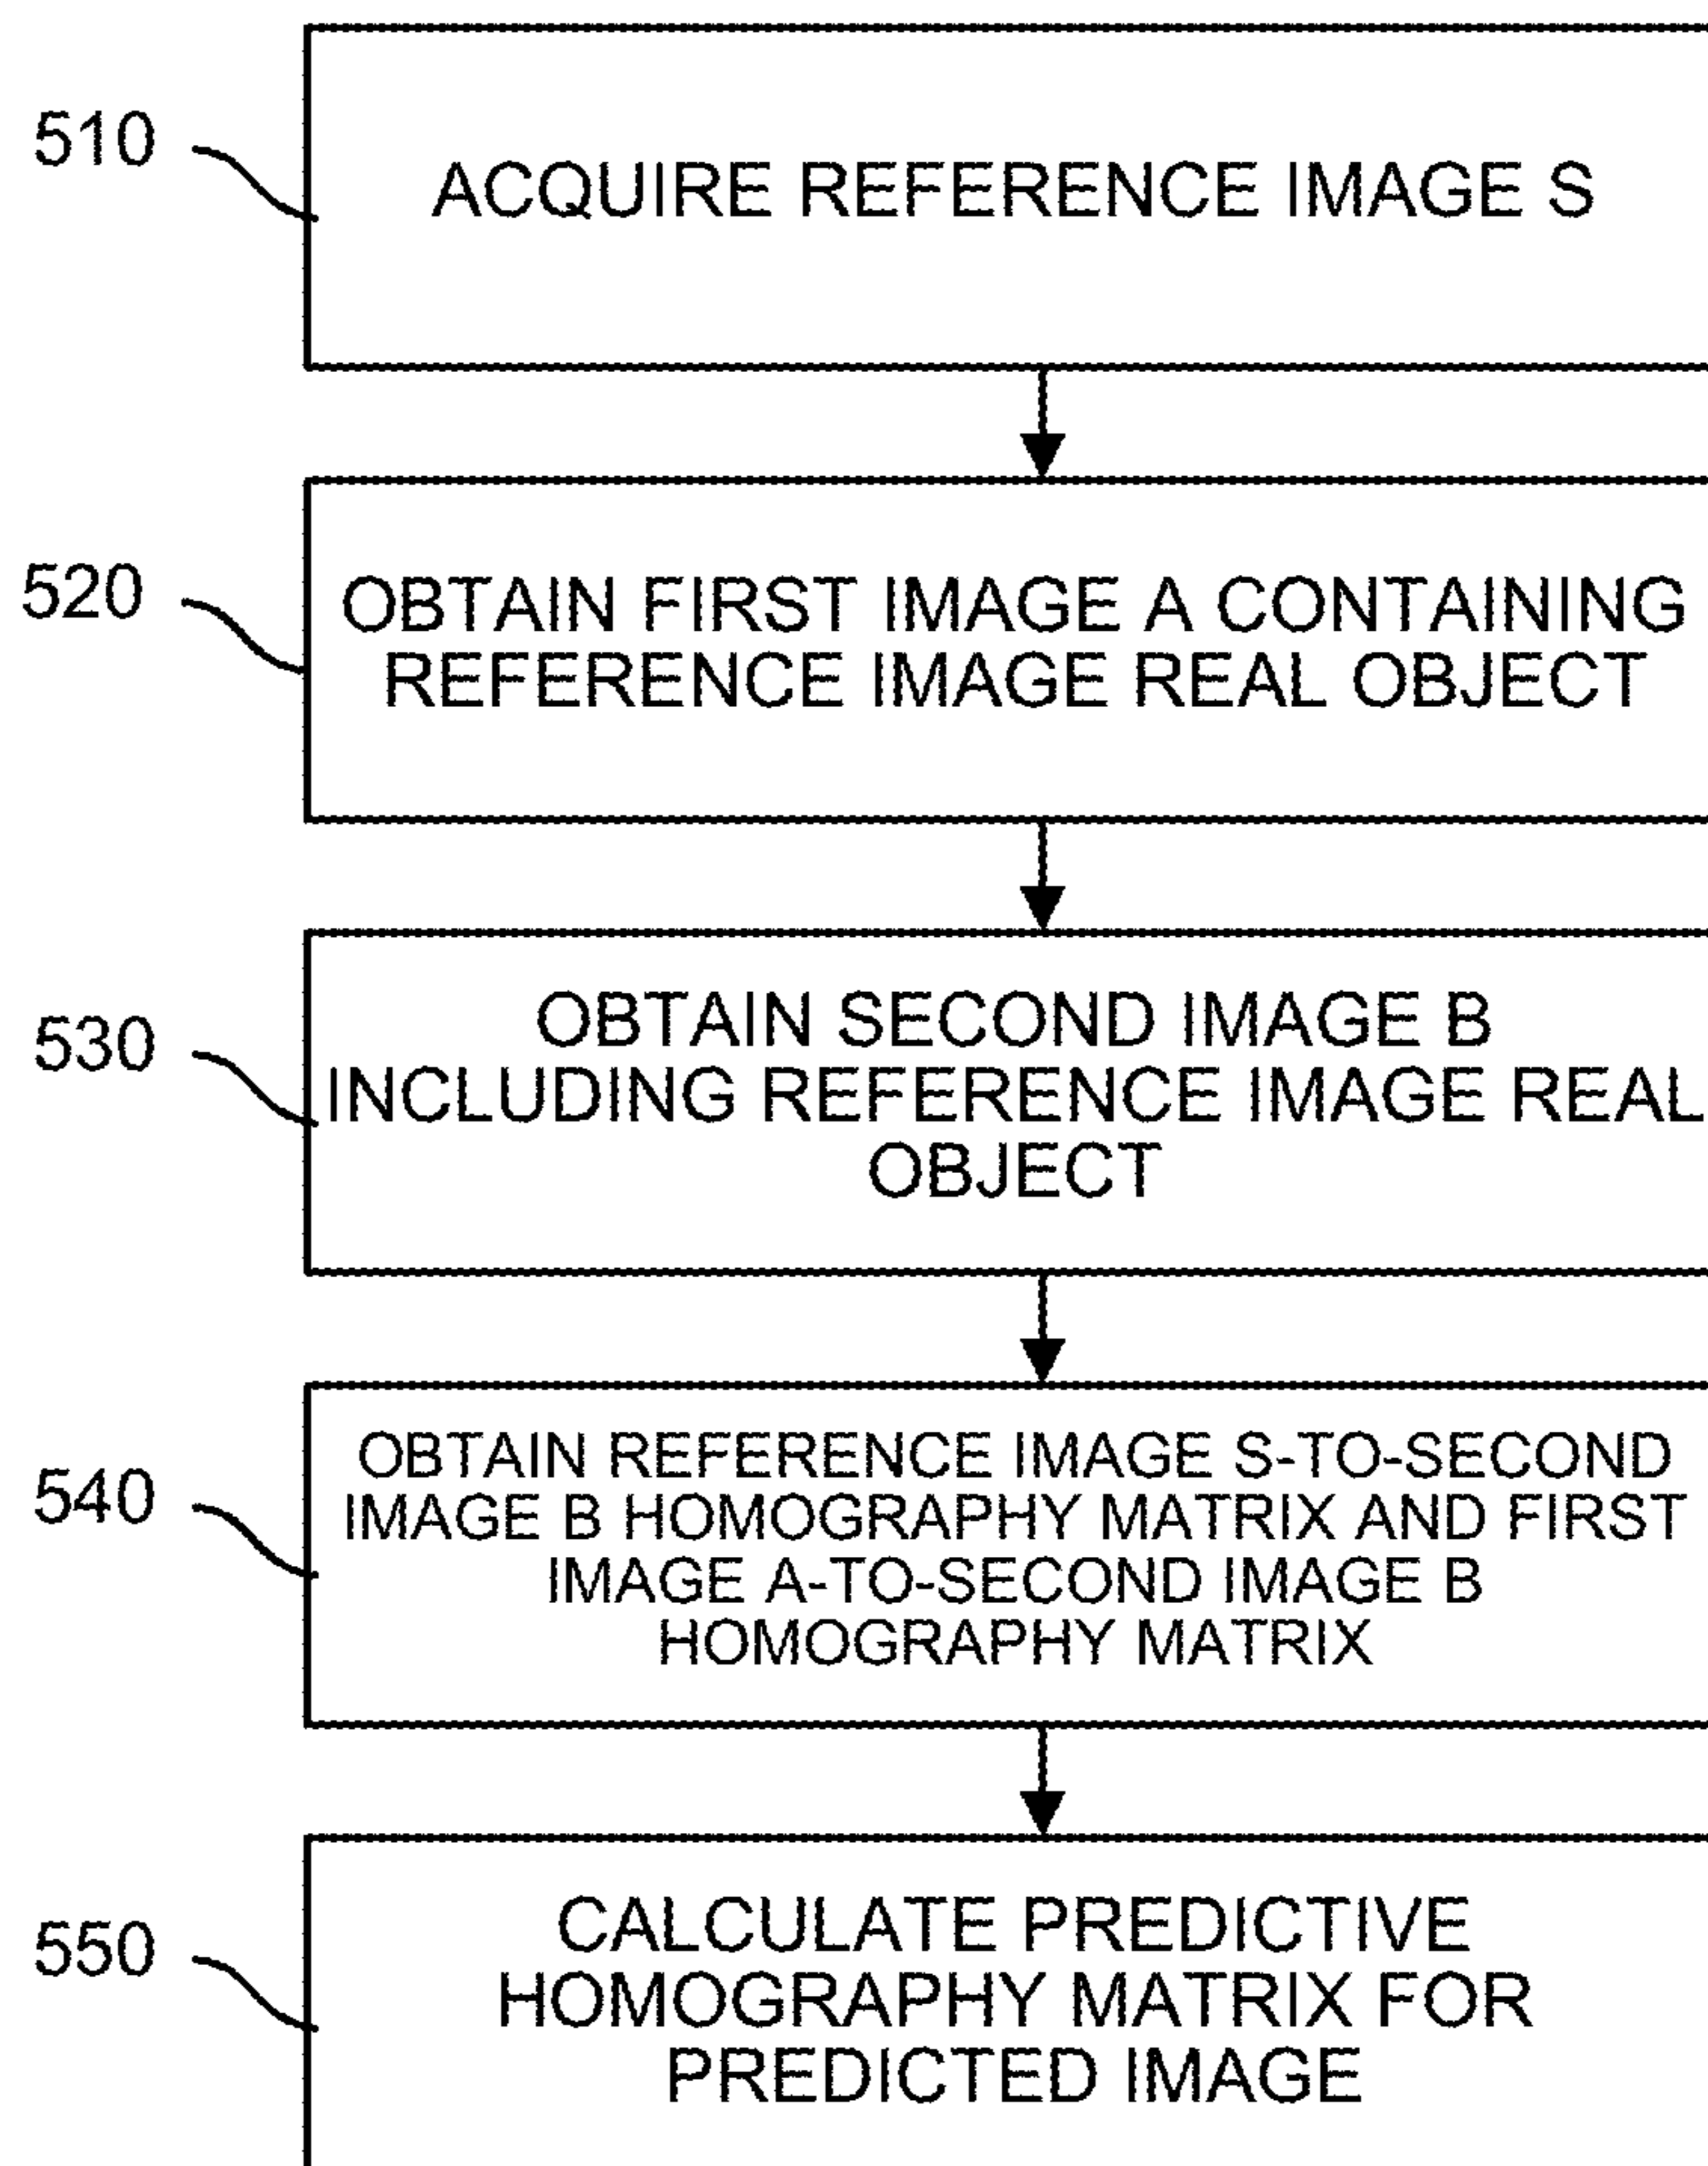 510
ACQUIRE REFERENCE IMAGE S
520
OBTAIN FIRST IMAGE A CONTAINING
REFERENCE IMAGE REAL OBJECT
530
OBTAIN SECOND IMAGE B
INCLUDING REFERENCE IMAGE REAL
OBJECT
540
OBTAIN REFERENCE IMAGE S-TO-SECOND
IMAGE B HOMOGRAPHY MATRIX AND FIRST
IMAGE A-TO-SECOND IMAGE B
HOMOGRAPHY MATRIX
550
CALCULATE PREDICTIVE
HOMOGRAPHY MATRIX FOR
PREDICTED IMAGE